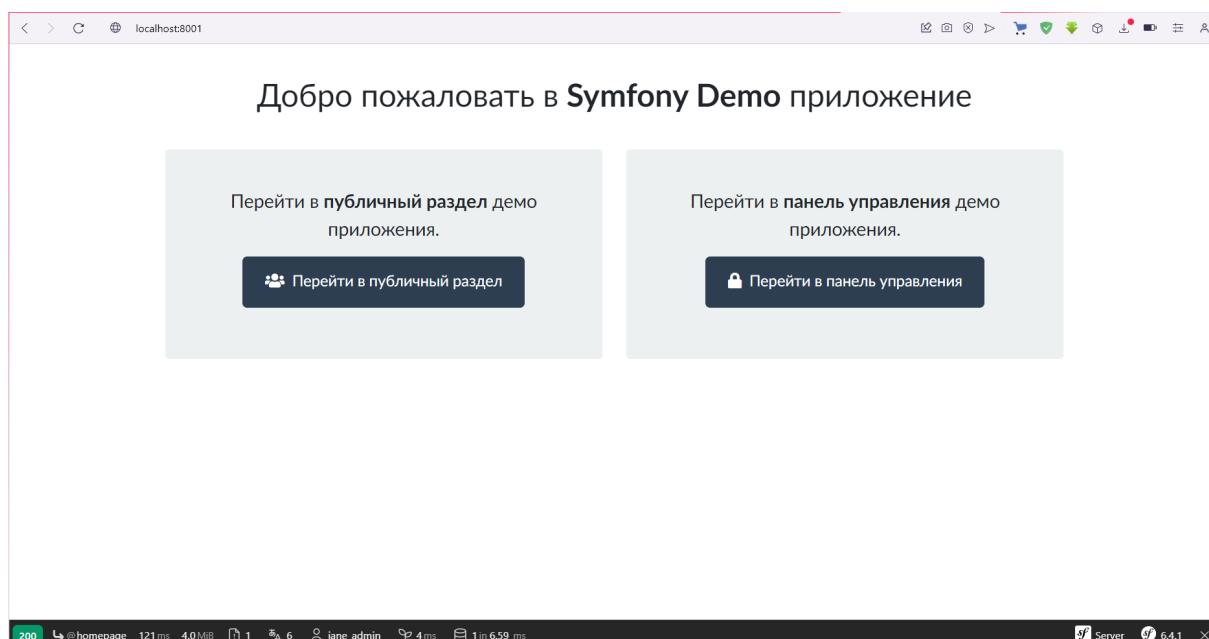 localhost:8001
Добро пожаловать в Symfony Demo приложение
Перейти в публичный раздел демо
приложения.
Перейти в публичный раздел
Перейти в панель управления демо
приложения.
Перейти в панель управления
200 @homepage 121 ms 4.0 MiB 1 6 jane_admin 4 ms 1 in 6.59 ms sf Server sf 6.4.1